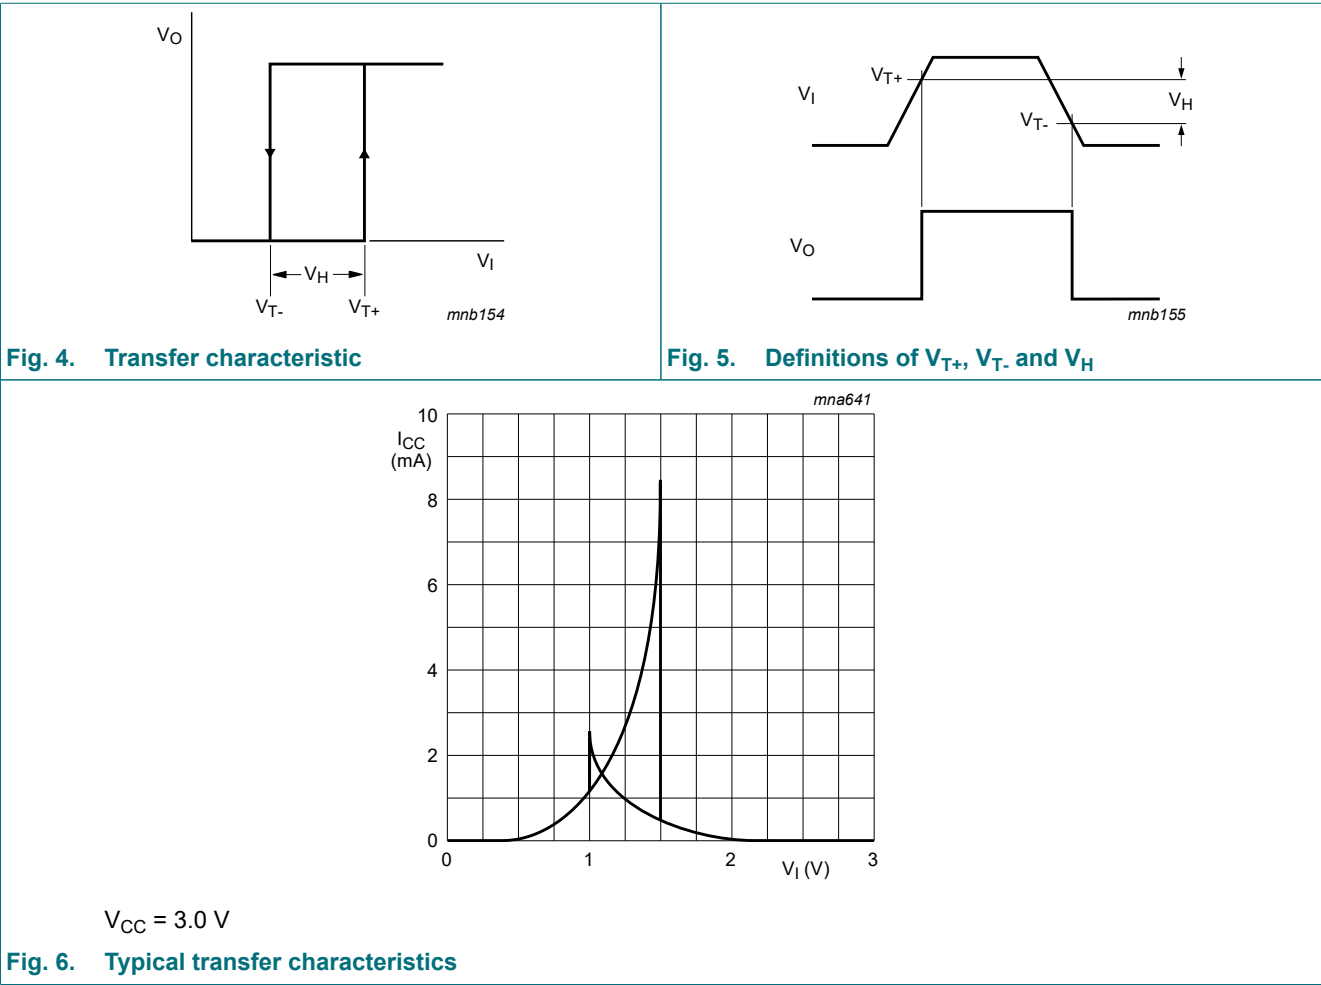 VO
VH
VI
VT- VT+
mnb154
Fig. 4. Transfer characteristic
VT+
VI
VH
VT-
VO
mnb155
Fig. 5. Definitions of VT+, VT- and VH
mna641
10
ICC
(mA)
8
6
4
2
0
0 1 2 3
VI (V)
VCC = 3.0 V
Fig. 6. Typical transfer characteristics